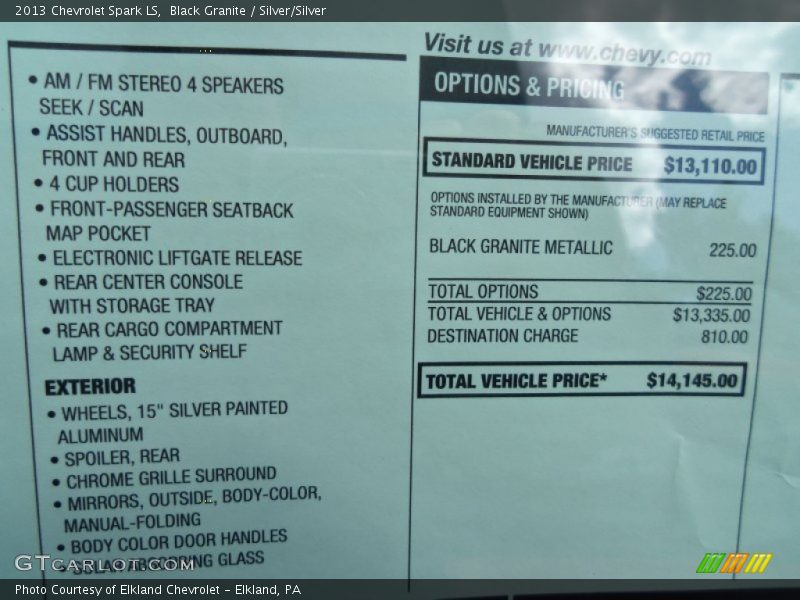 2013 Chevrolet Spark LS,  Black Granite / Silver/Silver
• AM / FM STEREO 4 SPEAKERS
SEEK / SCAN
• ASSIST HANDLES, OUTBOARD,
FRONT AND REAR
• 4 CUP HOLDERS
• FRONT-PASSENGER SEATBACK
MAP POCKET
• ELECTRONIC LIFTGATE RELEASE
• REAR CENTER CONSOLE
WITH STORAGE TRAY
• REAR CARGO COMPARTMENT
LAMP & SECURITY SHELF
EXTERIOR
• WHEELS, 15" SILVER PAINTED
ALUMINUM
• SPOILER, REAR
• CHROME GRILLE SURROUND
• MIRRORS, OUTSIDE, BODY-COLOR,
MANUAL-FOLDING
• BODY COLOR DOOR HANDLES
• SOLAR ABSORBING GLASS
Visit us at www.chevy.com
OPTIONS & PRICING
MANUFACTURER'S SUGGESTED RETAIL PRICE
STANDARD VEHICLE PRICE $13,110.00
OPTIONS INSTALLED BY THE MANUFACTURER (MAY REPLACE
STANDARD EQUIPMENT SHOWN)
BLACK GRANITE METALLIC 225.00
TOTAL OPTIONS $225.00
TOTAL VEHICLE & OPTIONS $13,335.00
DESTINATION CHARGE 810.00
TOTAL VEHICLE PRICE* $14,145.00
GTcarlot.com
Photo Courtesy of Elkland Chevrolet - Elkland, PA